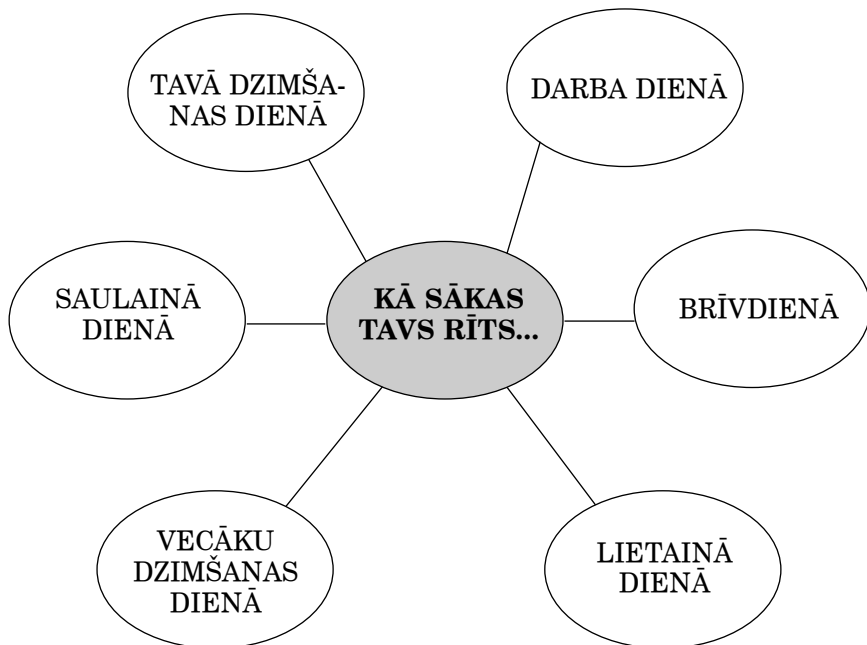 TAVĀ DZIMŠA-
NAS DIENĀ
DARBA DIENĀ
SAULAINĀ
DIENĀ
KĀ SĀKAS
TAVS RĪTS...
BRĪVDIENĀ
VECĀKU
DZIMŠANAS
DIENĀ
LIETAINĀ
DIENĀ